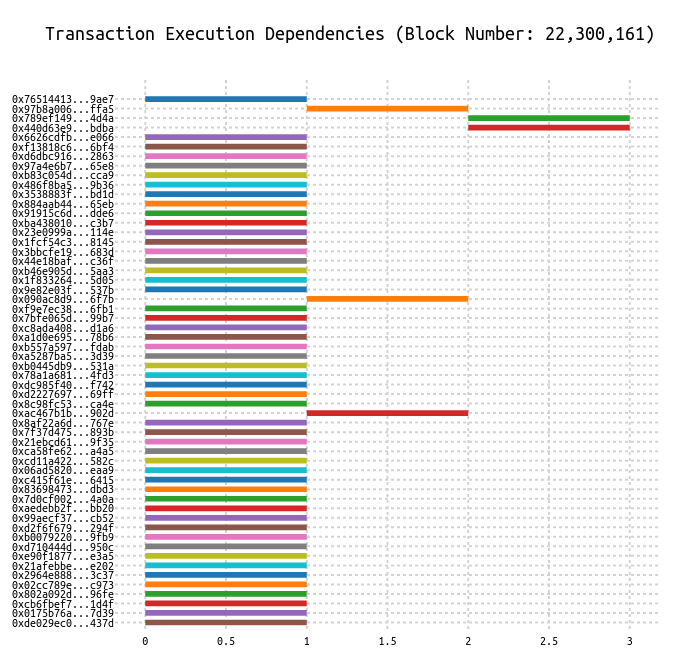 Transaction Execution Dependencies (Block Number: 22,300,161)
0x76514413...9ae7
0x97b8a006...ffa5
0x789ef149...4d4a
0x440d63e9...bdba
0x6626cdfb...e066
0xf13818c6...6bf4
0xd6dbc916...2863
0x97a4e6b7...65e8
0xb83c054d...cca9
0x486f8ba5...9b36
0x3538883f...bd1d
0x884aab44...65eb
0x91915c6d...dde6
0xba438010...c3b7
0x23e0999a...114e
0x1fcf54c3...8145
0x3bbcfe19...683d
0x44e18baf...c36f
0xb46e905d...5aa3
0x1f833264...5d05
0x9e82e03f...537b
0x090ac8d9...6f7b
0xf9e7ec38...6fb1
0x7bfe065d...99b7
0xc8ada408...d1a6
0xa1d0e695...78b6
0xb557a597...fdab
0xa5287ba5...3d39
0xb0445db9...531a
0x78a1a681...4fd3
0xdc985f40...f742
0xd2227697...69ff
0x8c98fc53...ca4e
0xac467b1b...902d
0x8af22a6d...767e
0x7f37d475...893b
0x21ebcd61...9f35
0xca58fe62...a4a5
0xcd11a422...582c
0x06ad5820...eaa9
0xc415f61e...6415
0x83698473...dbd3
0x7d0cf002...4a0a
0xaedebb2f...bb20
0x99aecf37...cb52
0xd2f6f679...294f
0xb0079220...9fb9
0xd710444d...950c
0xe90f1877...e3a5
0x21afebbe...e202
0x2964e888...3c37
0x02cc789e...c973
0x802a092d...96fe
0xcb6fbef7...1d4f
0x0175b76a...7d39
0xde029ec0...437d
0 0.5 1 1.5 2 2.5 3